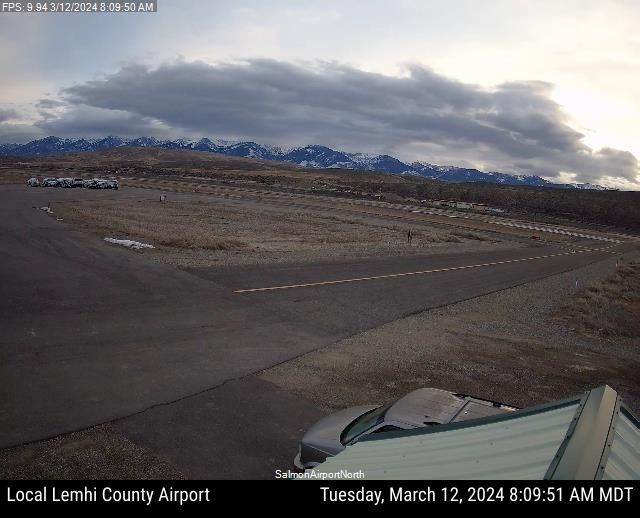 FPS: 9.94 3/12/2024 8:09:50 AM
SalmonAirportNorth
Local Lemhi County Airport Tuesday, March 12, 2024 8:09:51 AM MDT